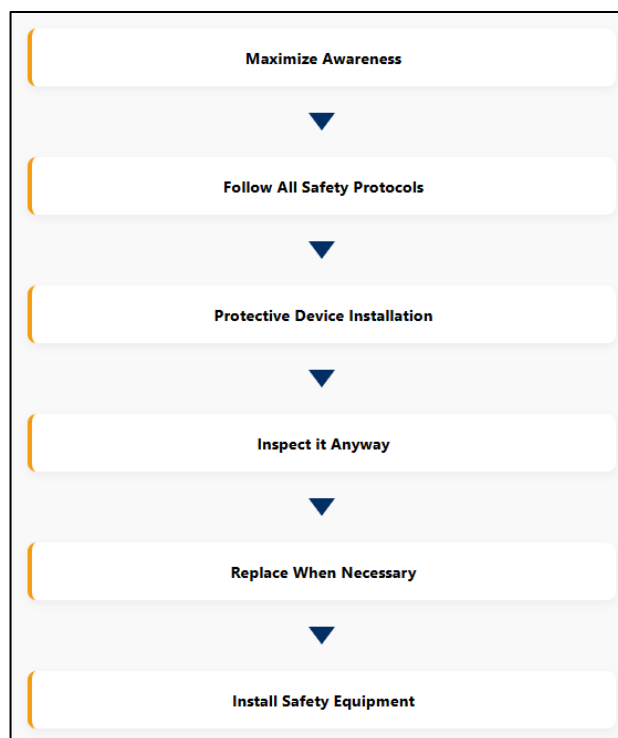 Maximize Awareness
Follow All Safety Protocols
Protective Device Installation
Inspect it Anyway
Replace When Necessary
Install Safety Equipment